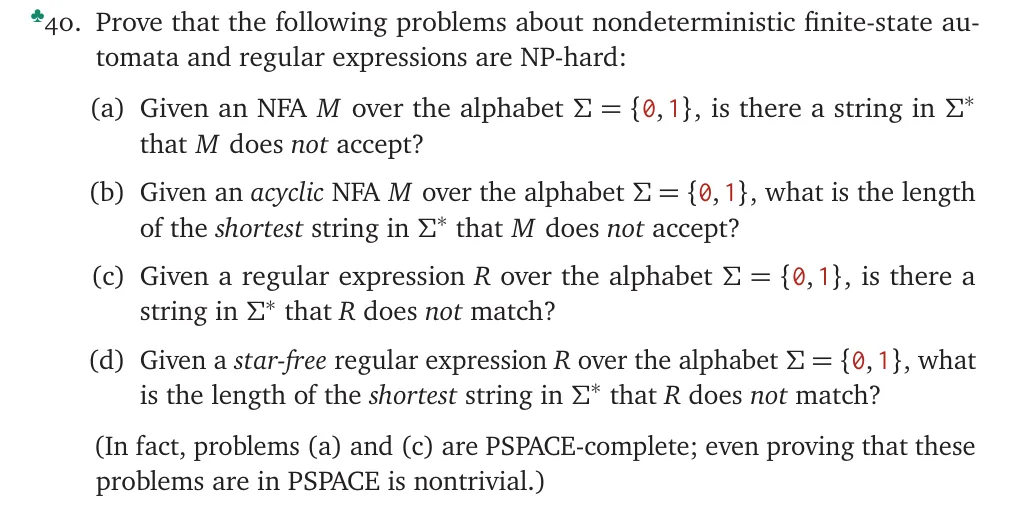 ♣40. Prove that the following problems about nondeterministic finite-state au-
tomata and regular expressions are NP-hard:
(a) Given an NFA M over the alphabet Σ = {0, 1}, is there a string in Σ*
that M does not accept?
(b) Given an acyclic NFA M over the alphabet Σ = {0, 1}, what is the length
of the shortest string in Σ* that M does not accept?
(c) Given a regular expression R over the alphabet Σ = {0, 1}, is there a
string in Σ* that R does not match?
(d) Given a star-free regular expression R over the alphabet Σ = {0, 1}, what
is the length of the shortest string in Σ* that R does not match?
(In fact, problems (a) and (c) are PSPACE-complete; even proving that these
problems are in PSPACE is nontrivial.)